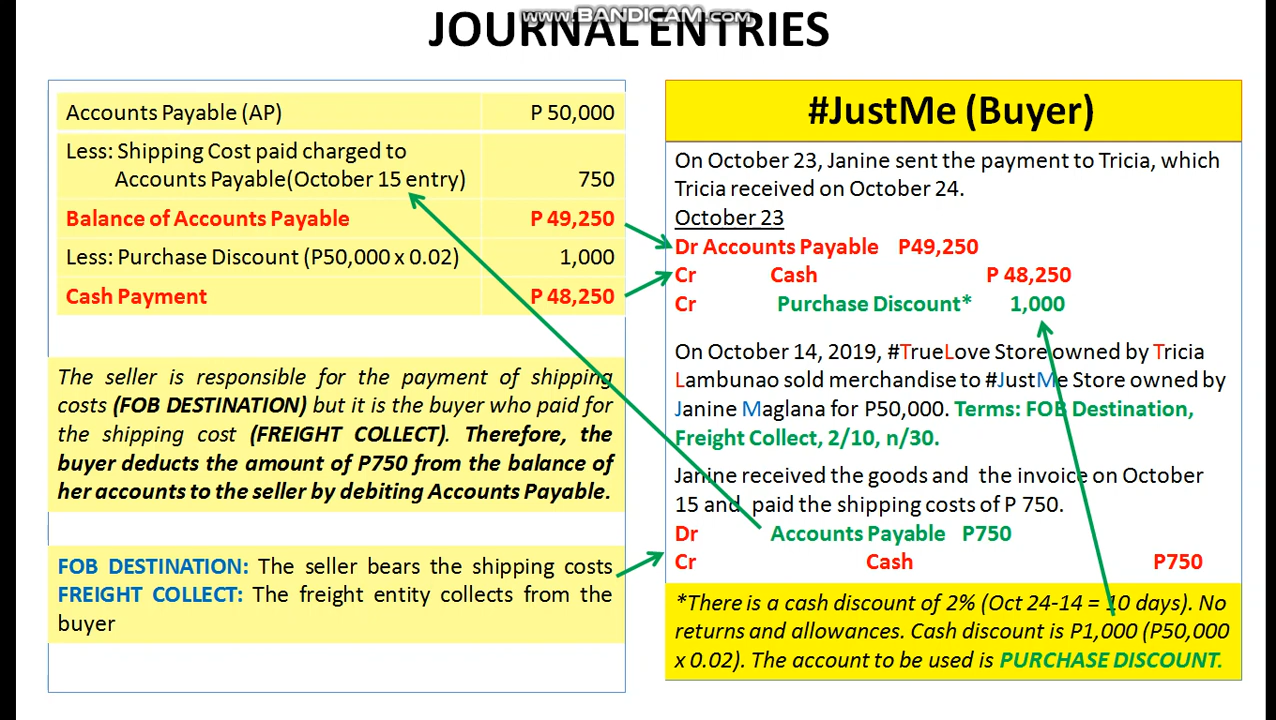 www.BANDICAM.com
JOURNAL ENTRIES
Accounts Payable (AP) P 50,000
Less: Shipping Cost paid charged to
Accounts Payable(October 15 entry) 750
Balance of Accounts Payable P 49,250
Less: Purchase Discount (P50,000 x 0.02) 1,000
Cash Payment P 48,250
The seller is responsible for the payment of shipping
costs (FOB DESTINATION) but it is the buyer who paid for
the shipping cost (FREIGHT COLLECT). Therefore, the
buyer deducts the amount of P750 from the balance of
her accounts to the seller by debiting Accounts Payable.
FOB DESTINATION: The seller bears the shipping costs
FREIGHT COLLECT: The freight entity collects from the
buyer
#JustMe (Buyer)
On October 23, Janine sent the payment to Tricia, which
Tricia received on October 24.
October 23
Dr Accounts Payable P49,250
Cr Cash P 48,250
Cr Purchase Discount* 1,000
On October 14, 2019, #TrueLove Store owned by Tricia
Lambunao sold merchandise to #JustMe Store owned by
Janine Maglana for P50,000. Terms: FOB Destination,
Freight Collect, 2/10, n/30.
Janine received the goods and the invoice on October
15 and paid the shipping costs of P 750.
Dr Accounts Payable P750
Cr Cash P750
*There is a cash discount of 2% (Oct 24-14 = 10 days). No
returns and allowances. Cash discount is P1,000 (P50,000
x 0.02). The account to be used is PURCHASE DISCOUNT.